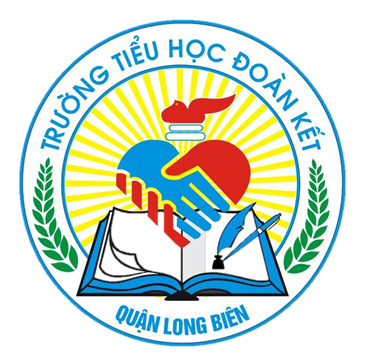 TRƯỜNG TIỂU HỌC ĐOÀN KẾT
QUẬN LONG BIÊN